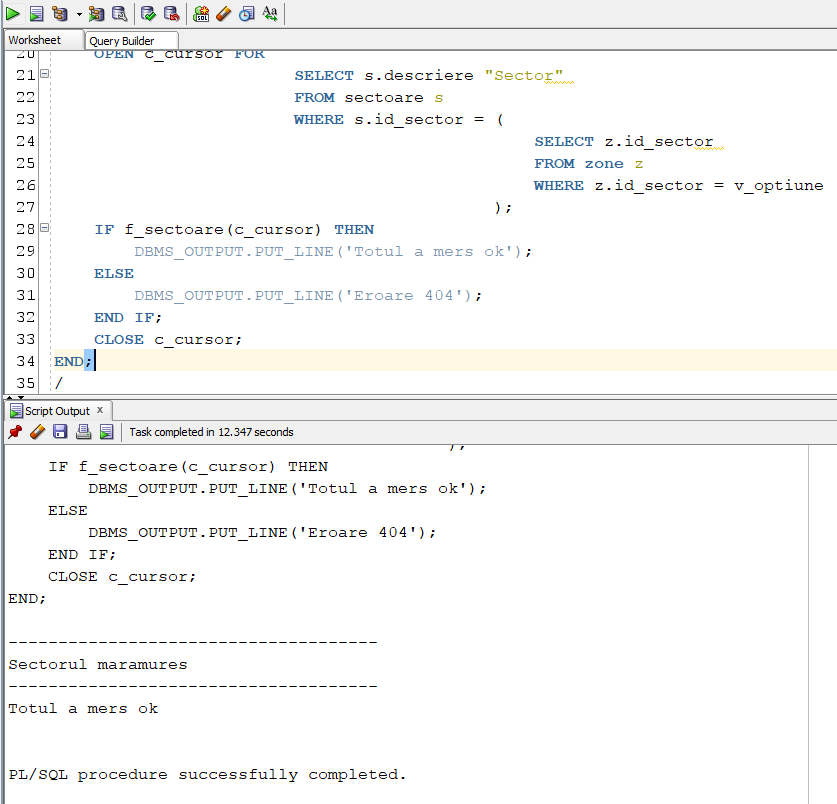 SQL
Aa
Worksheet
Query Builder
20 OPEN c_cursor FOR
21 SELECT s.descriere "Sector"
22 FROM sectoare s
23 WHERE s.id_sector = (
24 SELECT z.id_sector
25 FROM zone z
26 WHERE z.id_sector = v_optiune
27 );
28 IF f_sectoare(c_cursor) THEN
29 DBMS_OUTPUT.PUT_LINE('Totul a mers ok');
30 ELSE
31 DBMS_OUTPUT.PUT_LINE('Eroare 404');
32 END IF;
33 CLOSE c_cursor;
34 END;
35 /
Script Output x
Task completed in 12.347 seconds
);
IF f_sectoare(c_cursor) THEN
DBMS_OUTPUT.PUT_LINE('Totul a mers ok');
ELSE
DBMS_OUTPUT.PUT_LINE('Eroare 404');
END IF;
CLOSE c_cursor;
END;
-------------------------------------
Sectorul maramures
-------------------------------------
Totul a mers ok
PL/SQL procedure successfully completed.